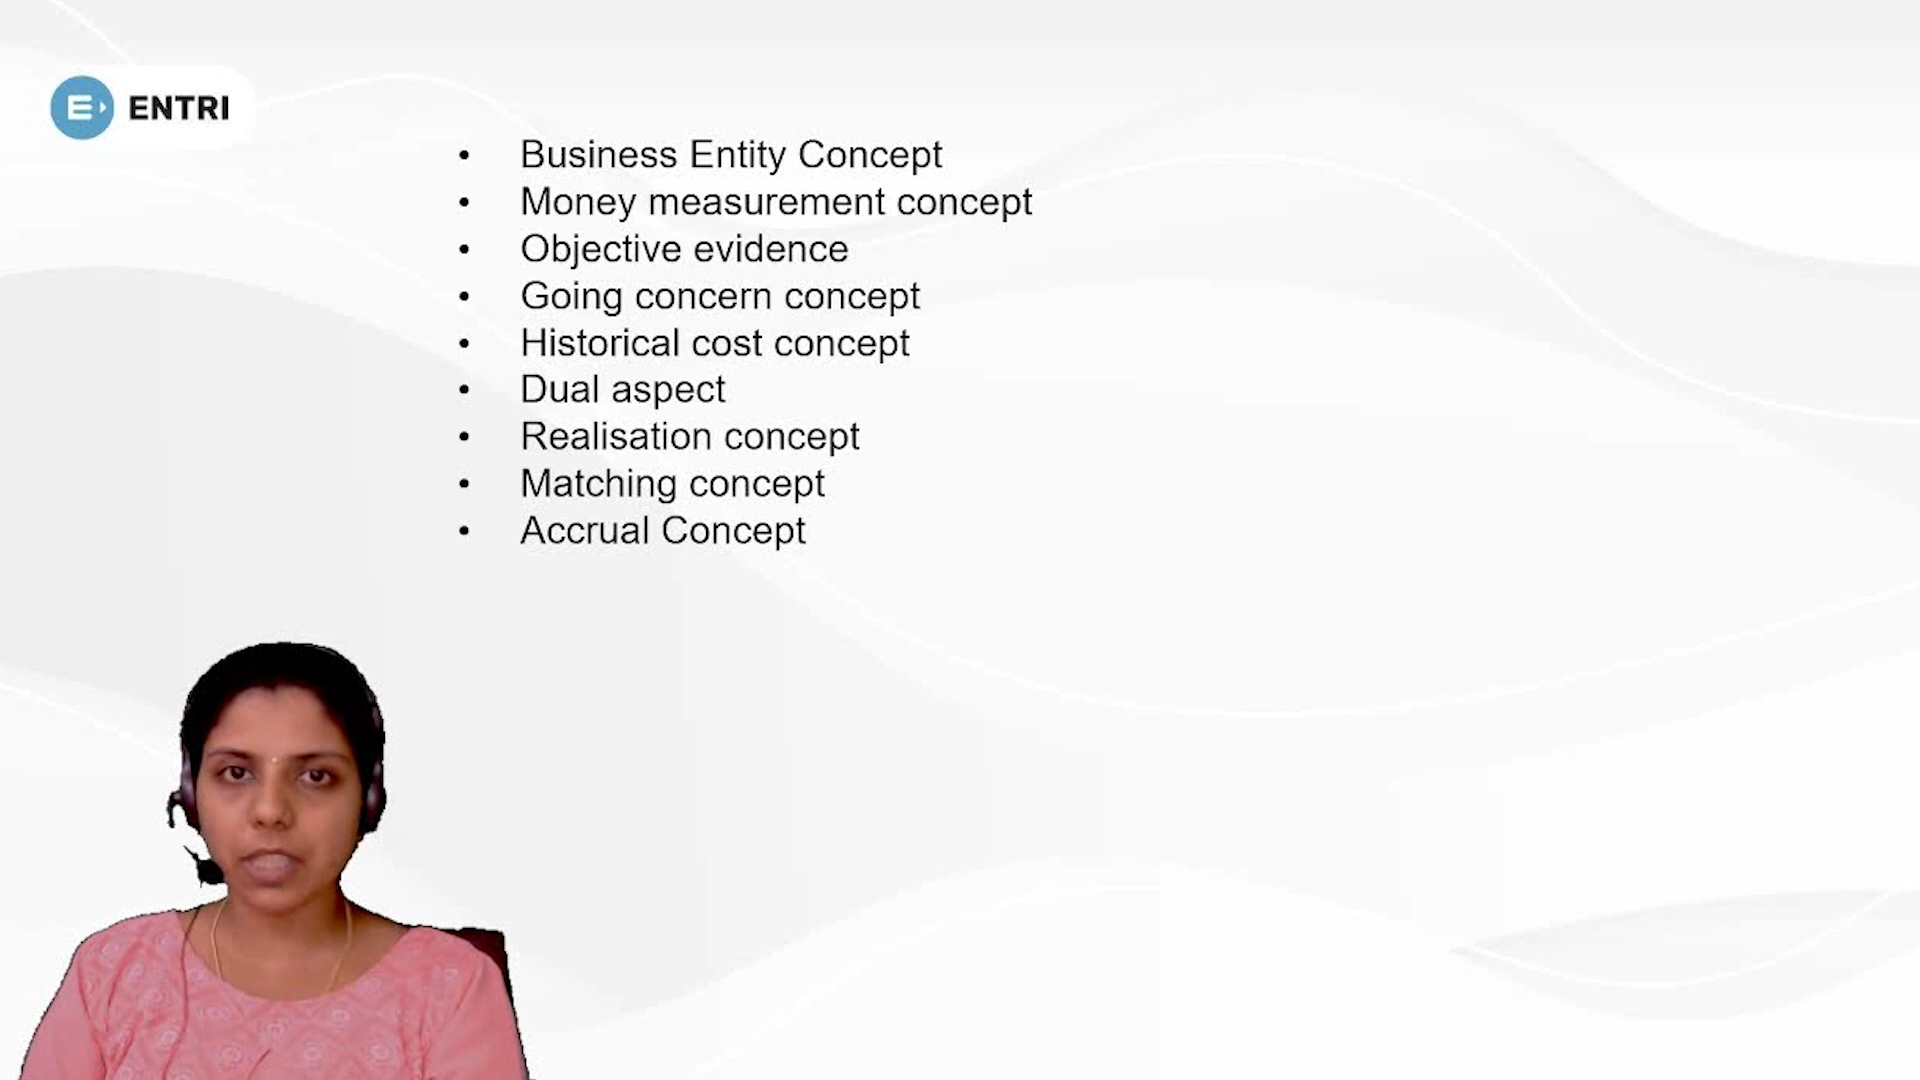 ENTRI
• Business Entity Concept
• Money measurement concept
• Objective evidence
• Going concern concept
• Historical cost concept
• Dual aspect
• Realisation concept
• Matching concept
• Accrual Concept